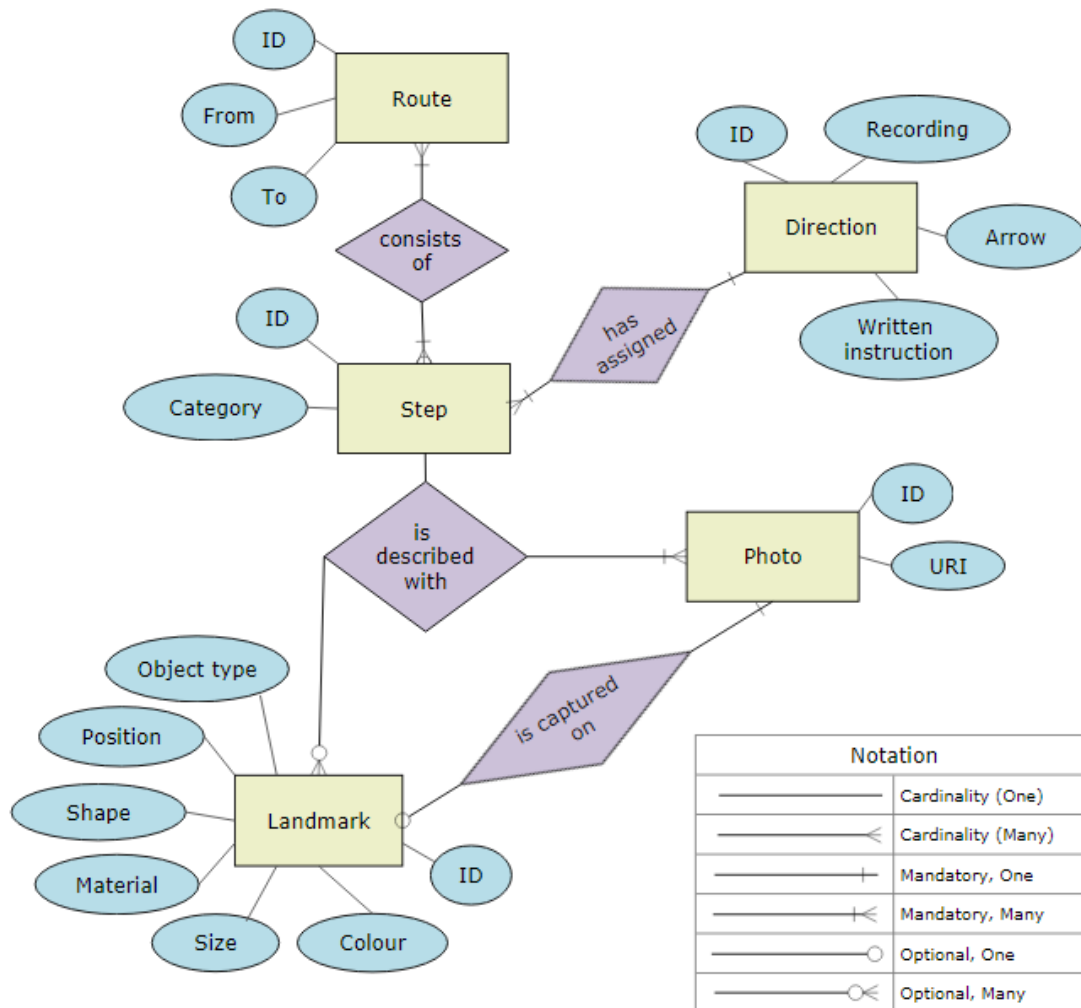 ID
Route
From
To
consists
of
ID
Recording
Direction
Arrow
Written
instruction
has
assigned
ID
Category
Step
is
described
with
ID
Photo
URI
is captured
on
Object type
Position
Shape
Landmark
Material
ID
Size
Colour
Notation
Cardinality (One)
Cardinality (Many)
Mandatory, One
Mandatory, Many
Optional, One
Optional, Many